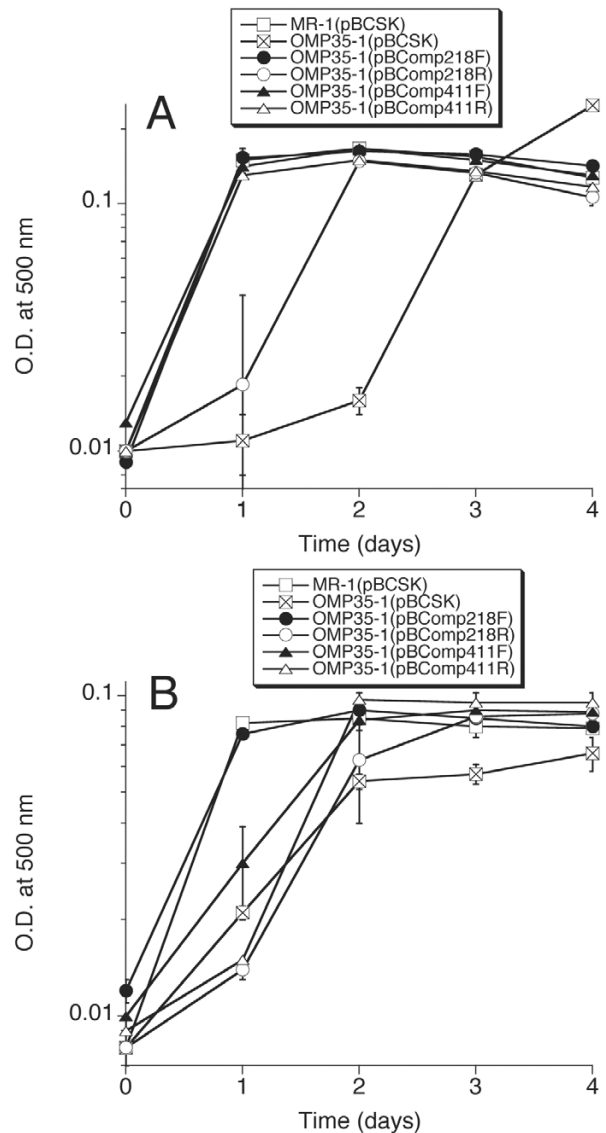 MR-1(pBCSK)
OMP35-1(pBCSK)
OMP35-1(pBComp218F)
OMP35-1(pBComp218R)
OMP35-1(pBComp411F)
OMP35-1(pBComp411R)
A
0.1
0.01
O.D. at 500 nm
0 1 2 3 4
Time (days)
MR-1(pBCSK)
OMP35-1(pBCSK)
OMP35-1(pBComp218F)
OMP35-1(pBComp218R)
OMP35-1(pBComp411F)
OMP35-1(pBComp411R)
B
0.1
0.01
O.D. at 500 nm
0 1 2 3 4
Time (days)